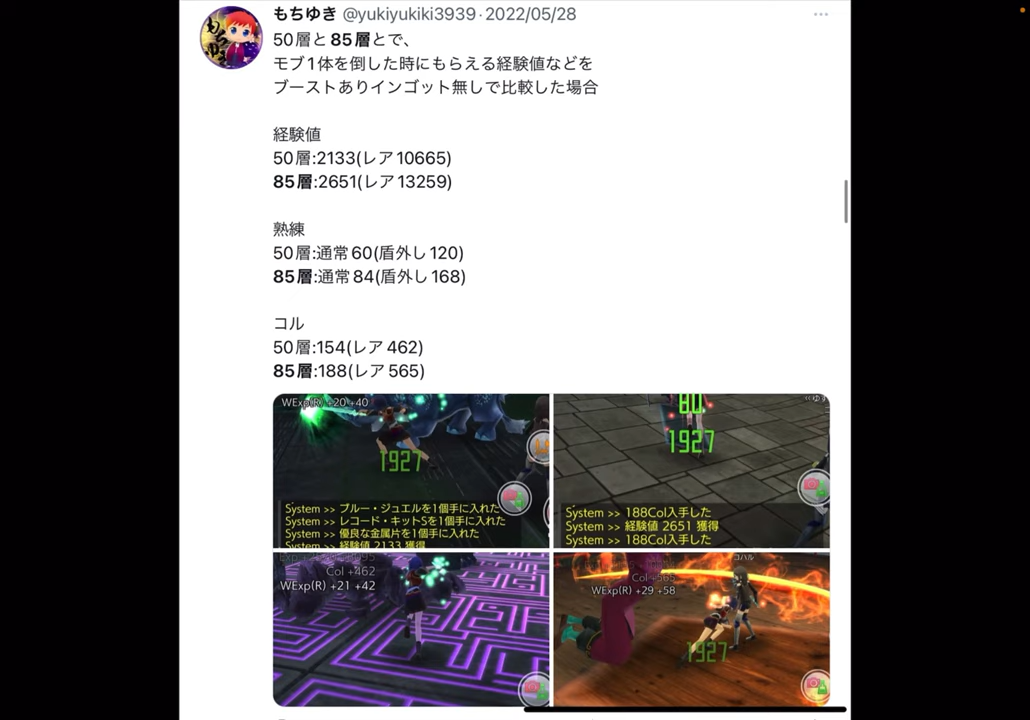 もちゆき @yukiyukiki3939·2022/05/28
50層と85層とで、
モブ1体を倒した時にもらえる経験値などを
ブーストありインゴット無しで比較した場合
経験値
50層:2133(レア10665)
85層:2651(レア13259)
熟練
50層:通常60(盾外し120)
85層:通常84(盾外し168)
コル
50層:154(レア462)
85層:188(レア565)
WExp(R) +20 +40
1927
System >> ブルー・ジュエルを1個手に入れた
System >> レコード・キットSを1個手に入れた
System >> 優良な金属片を1個手に入れた
System >> 経験値 2133 獲得
80
1927
System >> 188Col入手した
System >> 経験値 2651 獲得
System >> 188Col入手した
Col +462
WExp(R) +21 +42
コハル
Col +565
WExp(R) +29 +58
1927